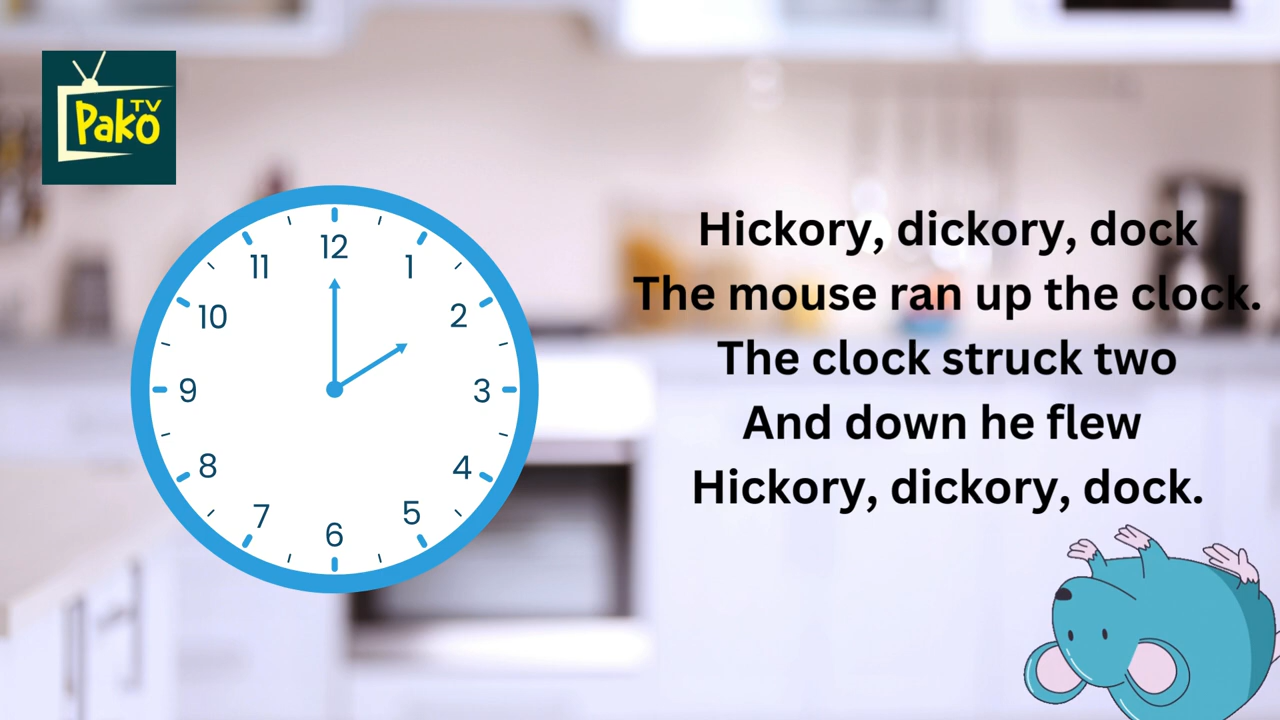 Pako TV
12
11
1
10
2
9
3
8
4
7
5
6
Hickory, dickory, dock
The mouse ran up the clock.
The clock struck two
And down he flew
Hickory, dickory, dock.